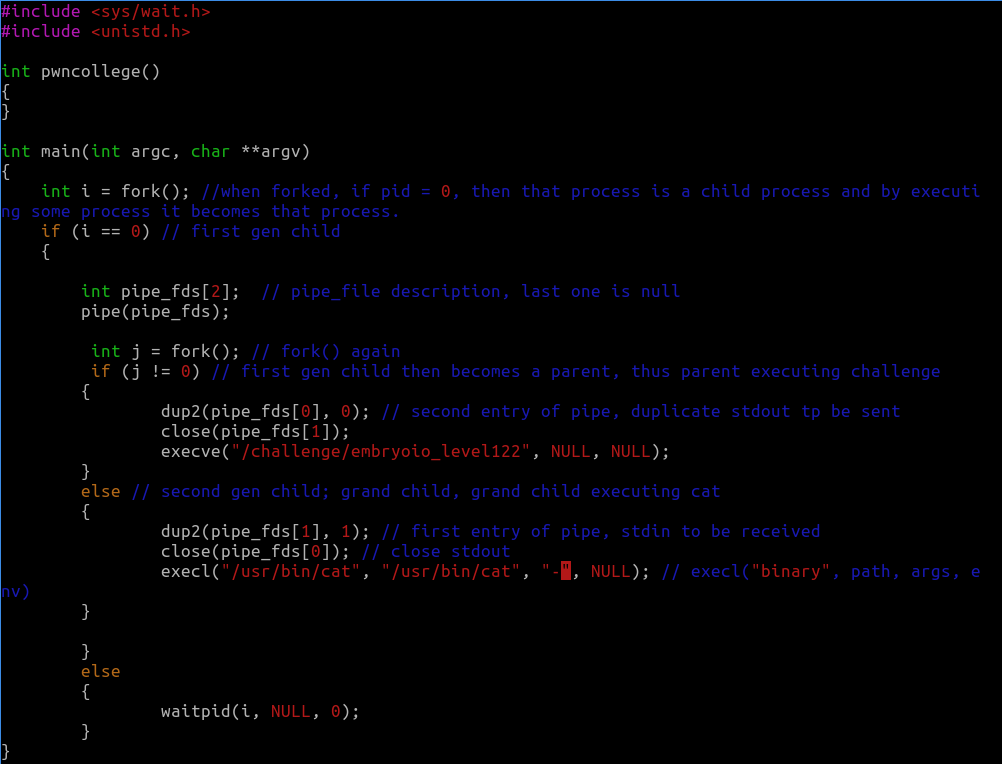 #include <sys/wait.h>
#include <unistd.h>
int pwncollege()
{
}
int main(int argc, char **argv)
{
    int i = fork(); //when forked, if pid = 0, then that process is a child process and by executi
ng some process it becomes that process.
    if (i == 0) // first gen child
    {
        int pipe_fds[2];  // pipe_file description, last one is null
        pipe(pipe_fds);
         int j = fork(); // fork() again
         if (j != 0) // first gen child then becomes a parent, thus parent executing challenge
        {
                dup2(pipe_fds[0], 0); // second entry of pipe, duplicate stdout tp be sent
                close(pipe_fds[1]);
                execve("/challenge/embryoio_level122", NULL, NULL);
        }
        else // second gen child; grand child, grand child executing cat
        {
                dup2(pipe_fds[1], 1); // first entry of pipe, stdin to be received
                close(pipe_fds[0]); // close stdout
                execl("/usr/bin/cat", "/usr/bin/cat", "-", NULL); // execl("binary", path, args, e
nv)
        }
        }
        else
        {
                waitpid(i, NULL, 0);
        }
}